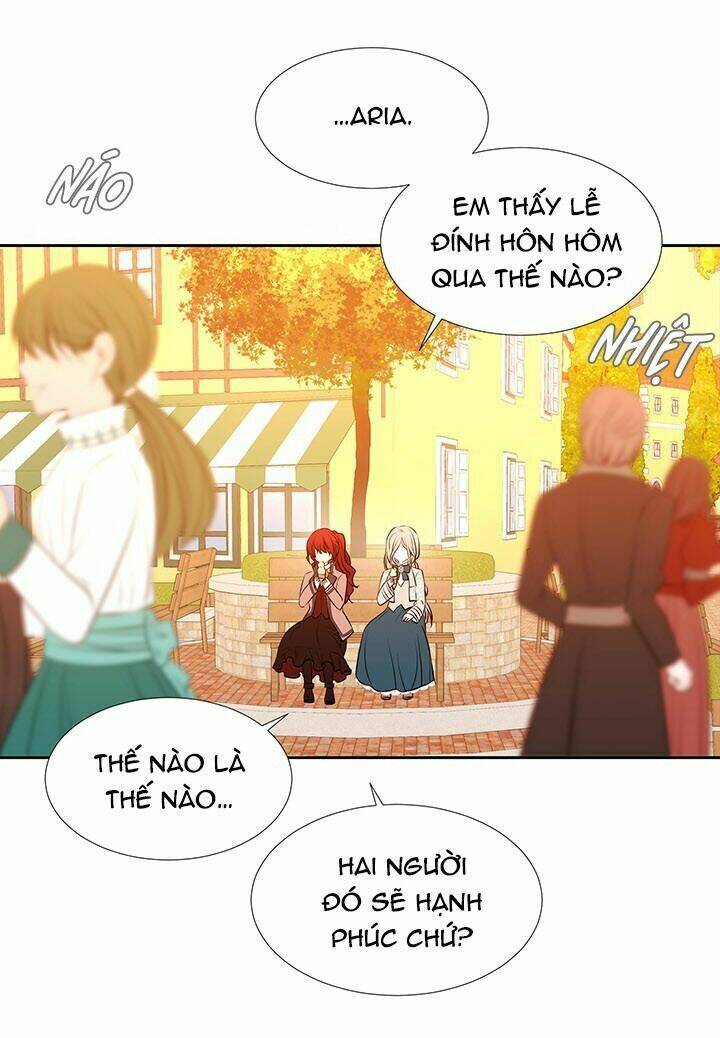 ...ARIA.
NÁO
EM THẤY LỄ
ĐÍNH HÔN HÔM
QUA THẾ NÀO?
NHIỆT
THẾ NÀO LÀ
THẾ NÀO...
HAI NGƯỜI
ĐÓ SẼ HẠNH
PHÚC CHỨ?